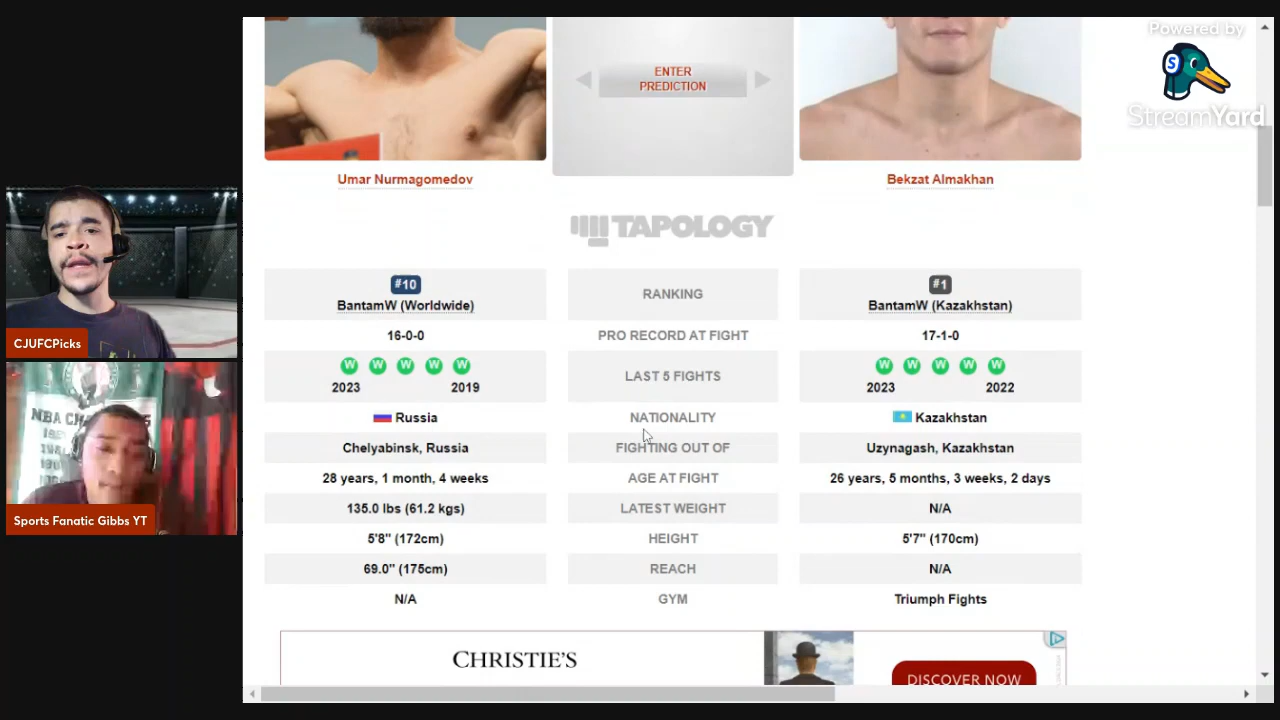 Powered by
S
StreamYard
ENTER
PREDICTION
Umar Nurmagomedov
Bekzat Almakhan
TAPOLOGY
#10
BantamW (Worldwide)
RANKING
#1
BantamW (Kazakhstan)
16-0-0
PRO RECORD AT FIGHT
17-1-0
W W W W W
2023 2019
LAST 5 FIGHTS
W W W W W
2023 2022
Russia
NATIONALITY
Kazakhstan
Chelyabinsk, Russia
FIGHTING OUT OF
Uzynagash, Kazakhstan
28 years, 1 month, 4 weeks
AGE AT FIGHT
26 years, 5 months, 3 weeks, 2 days
135.0 lbs (61.2 kgs)
LATEST WEIGHT
N/A
5'8" (172cm)
HEIGHT
5'7" (170cm)
69.0" (175cm)
REACH
N/A
N/A
GYM
Triumph Fights
CHRISTIE'S
DISCOVER NOW
CJUFCPicks
NBA CH
Sports Fanatic Gibbs YT